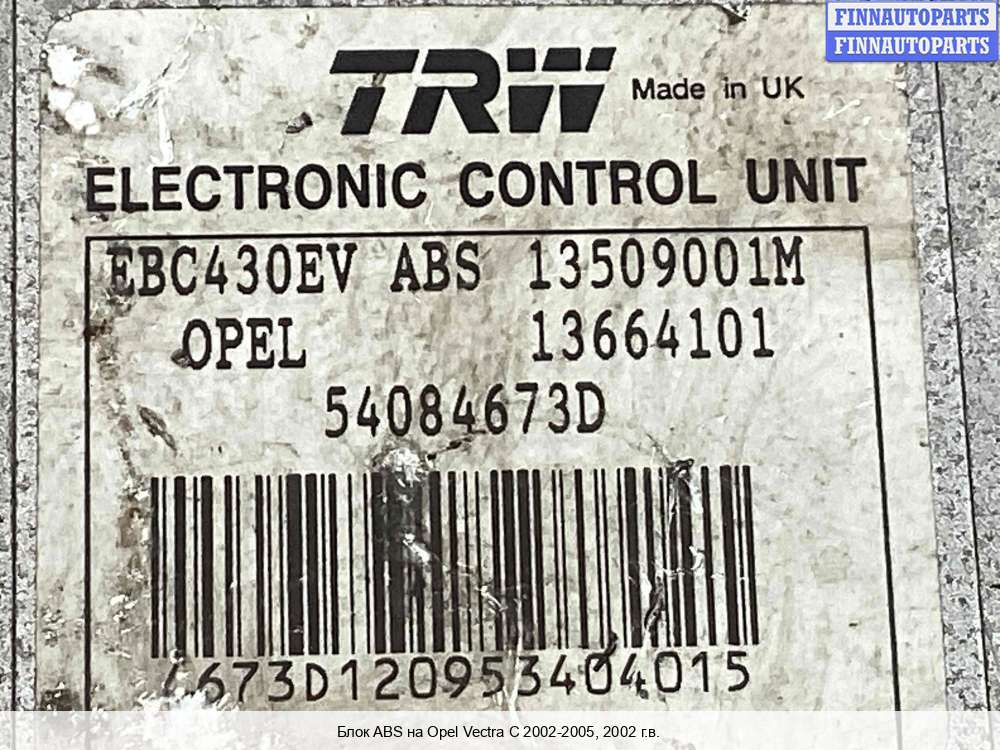 FINNAUTOPARTS
FINNAUTOPARTS
TRW Made in UK
ELECTRONIC CONTROL UNIT
EBC430EV ABS 13509001M
OPEL 13664101
54084673D
4673D120953404015
Блок ABS на Opel Vectra C 2002-2005, 2002 г.в.